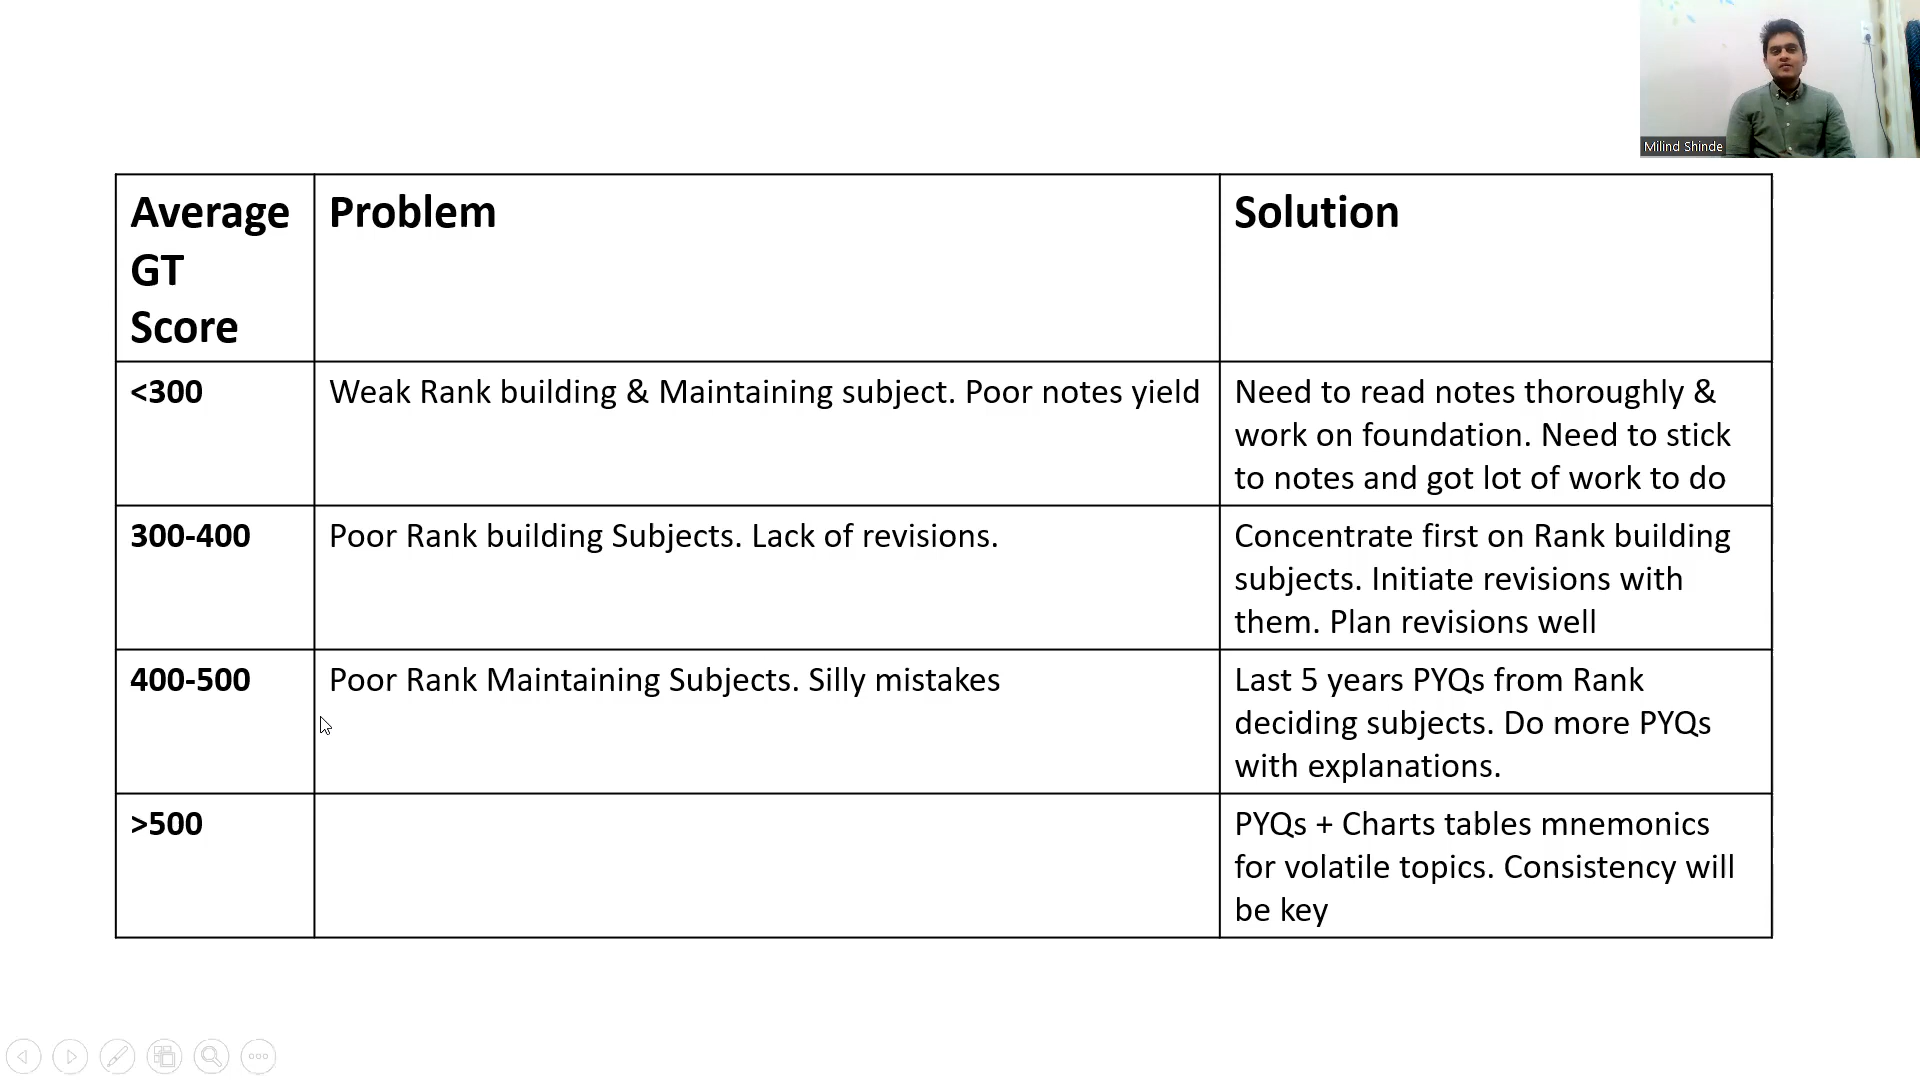 Milind Shinde
Average
GT
Score
Problem
Solution
<300
Weak Rank building & Maintaining subject. Poor notes yield
Need to read notes thoroughly &
work on foundation. Need to stick
to notes and got lot of work to do
300-400
Poor Rank building Subjects. Lack of revisions.
Concentrate first on Rank building
subjects. Initiate revisions with
them. Plan revisions well
400-500
Poor Rank Maintaining Subjects. Silly mistakes
Last 5 years PYQs from Rank
deciding subjects. Do more PYQs
with explanations.
>500
PYQs + Charts tables mnemonics
for volatile topics. Consistency will
be key